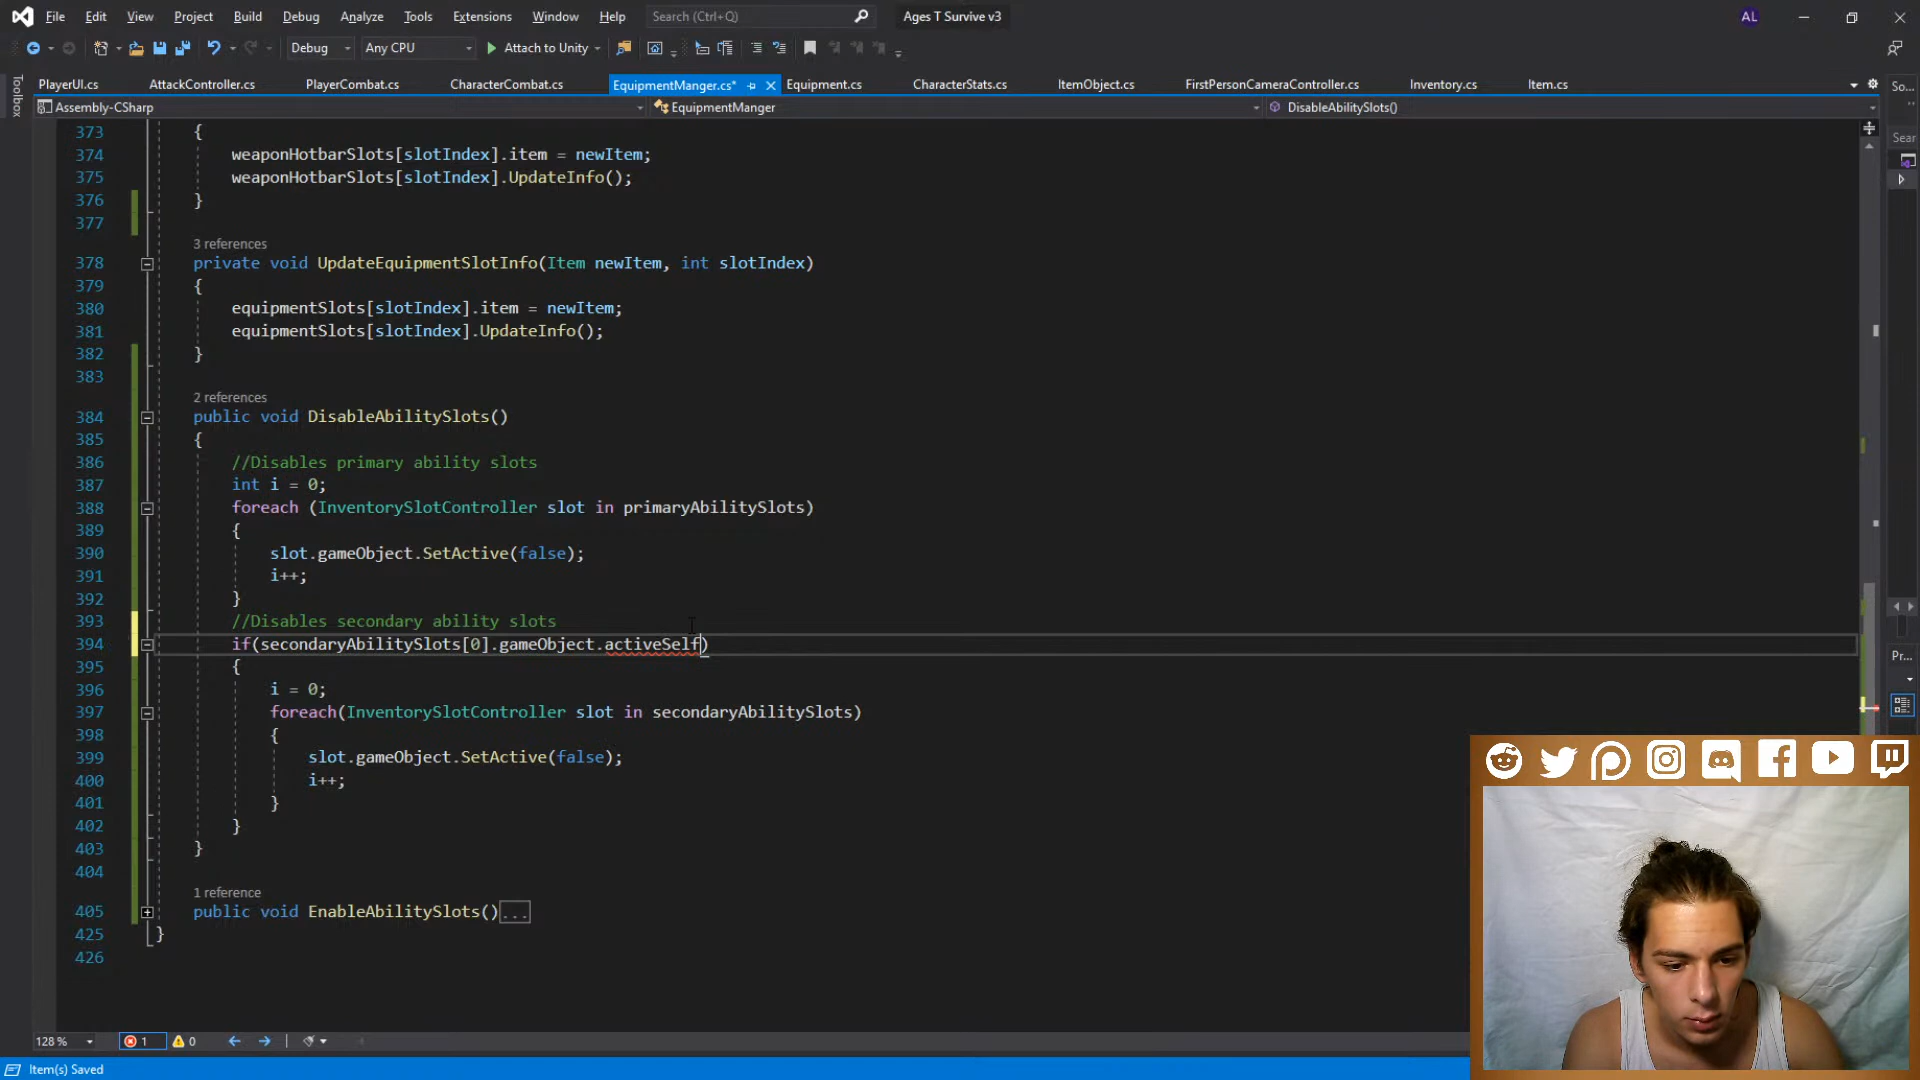 File Edit View Project Build Debug Analyze Tools Extensions Window Help Search (Ctrl+Q) Ages T Survive v3 AL
Debug Any CPU Attach to Unity
PlayerUI.cs AttackController.cs PlayerCombat.cs CharacterCombat.cs EquipmentManger.cs* Equipment.cs CharacterStats.cs ItemObject.cs FirstPersonCameraController.cs Inventory.cs Item.cs
Assembly-CSharp EquipmentManger DisableAbilitySlots()
Toolbox
So...
Sear
Pr...
373 {
374 weaponHotbarSlots[slotIndex].item = newItem;
375 weaponHotbarSlots[slotIndex].UpdateInfo();
376 }
377
3 references
378 private void UpdateEquipmentSlotInfo(Item newItem, int slotIndex)
379 {
380 equipmentSlots[slotIndex].item = newItem;
381 equipmentSlots[slotIndex].UpdateInfo();
382 }
383
2 references
384 public void DisableAbilitySlots()
385 {
386 //Disables primary ability slots
387 int i = 0;
388 foreach (InventorySlotController slot in primaryAbilitySlots)
389 {
390 slot.gameObject.SetActive(false);
391 i++;
392 }
393 //Disables secondary ability slots
394 if(secondaryAbilitySlots[0].gameObject.activeSelf)
395 {
396 i = 0;
397 foreach(InventorySlotController slot in secondaryAbilitySlots)
398 {
399 slot.gameObject.SetActive(false);
400 i++;
401 }
402 }
403 }
404
1 reference
405 public void EnableAbilitySlots()...
425 }
426
128 % 1 0
Item(s) Saved